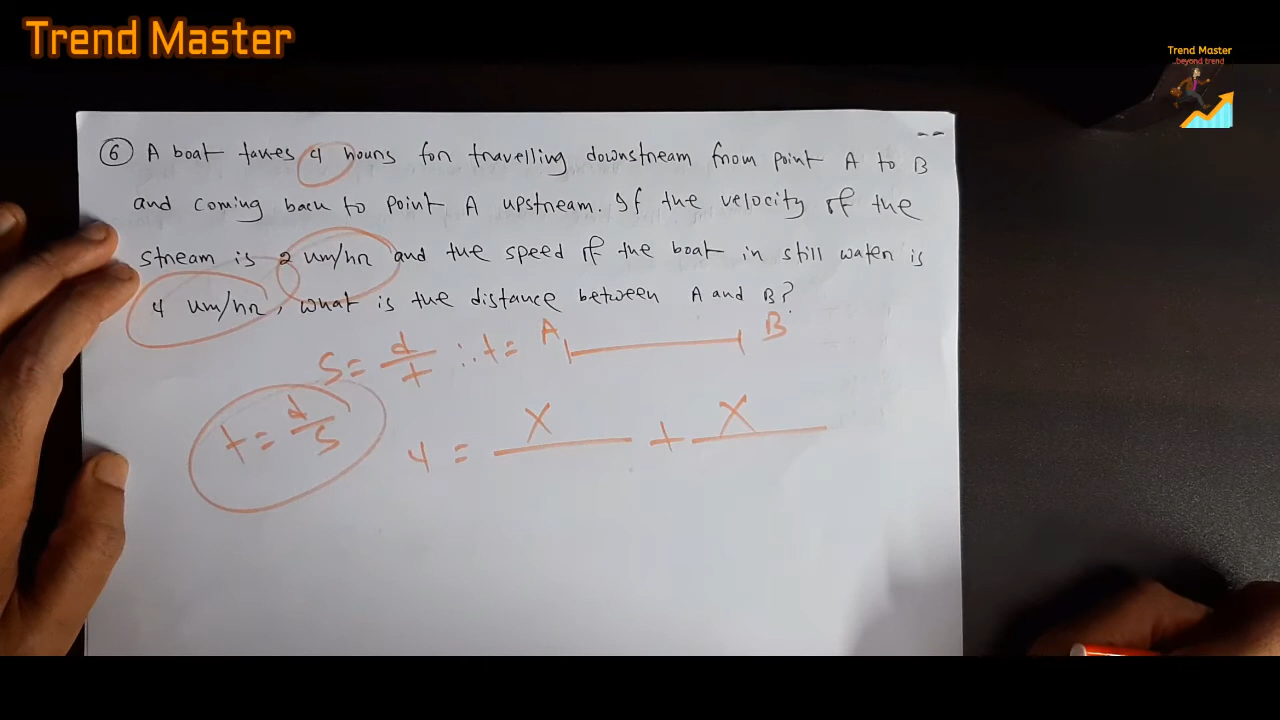 Trend Master
Trend Master
..beyond trend
6 A boat takes 4 hours for travelling downstream from point A to B
and coming back to point A upstream. If the velocity of the
stream is 2 km/hr and the speed of the boat in still water is
4 km/hr, what is the distance between A and B?
S = d/t ∴ t = A B
t = d/s
4 = x/ + x/